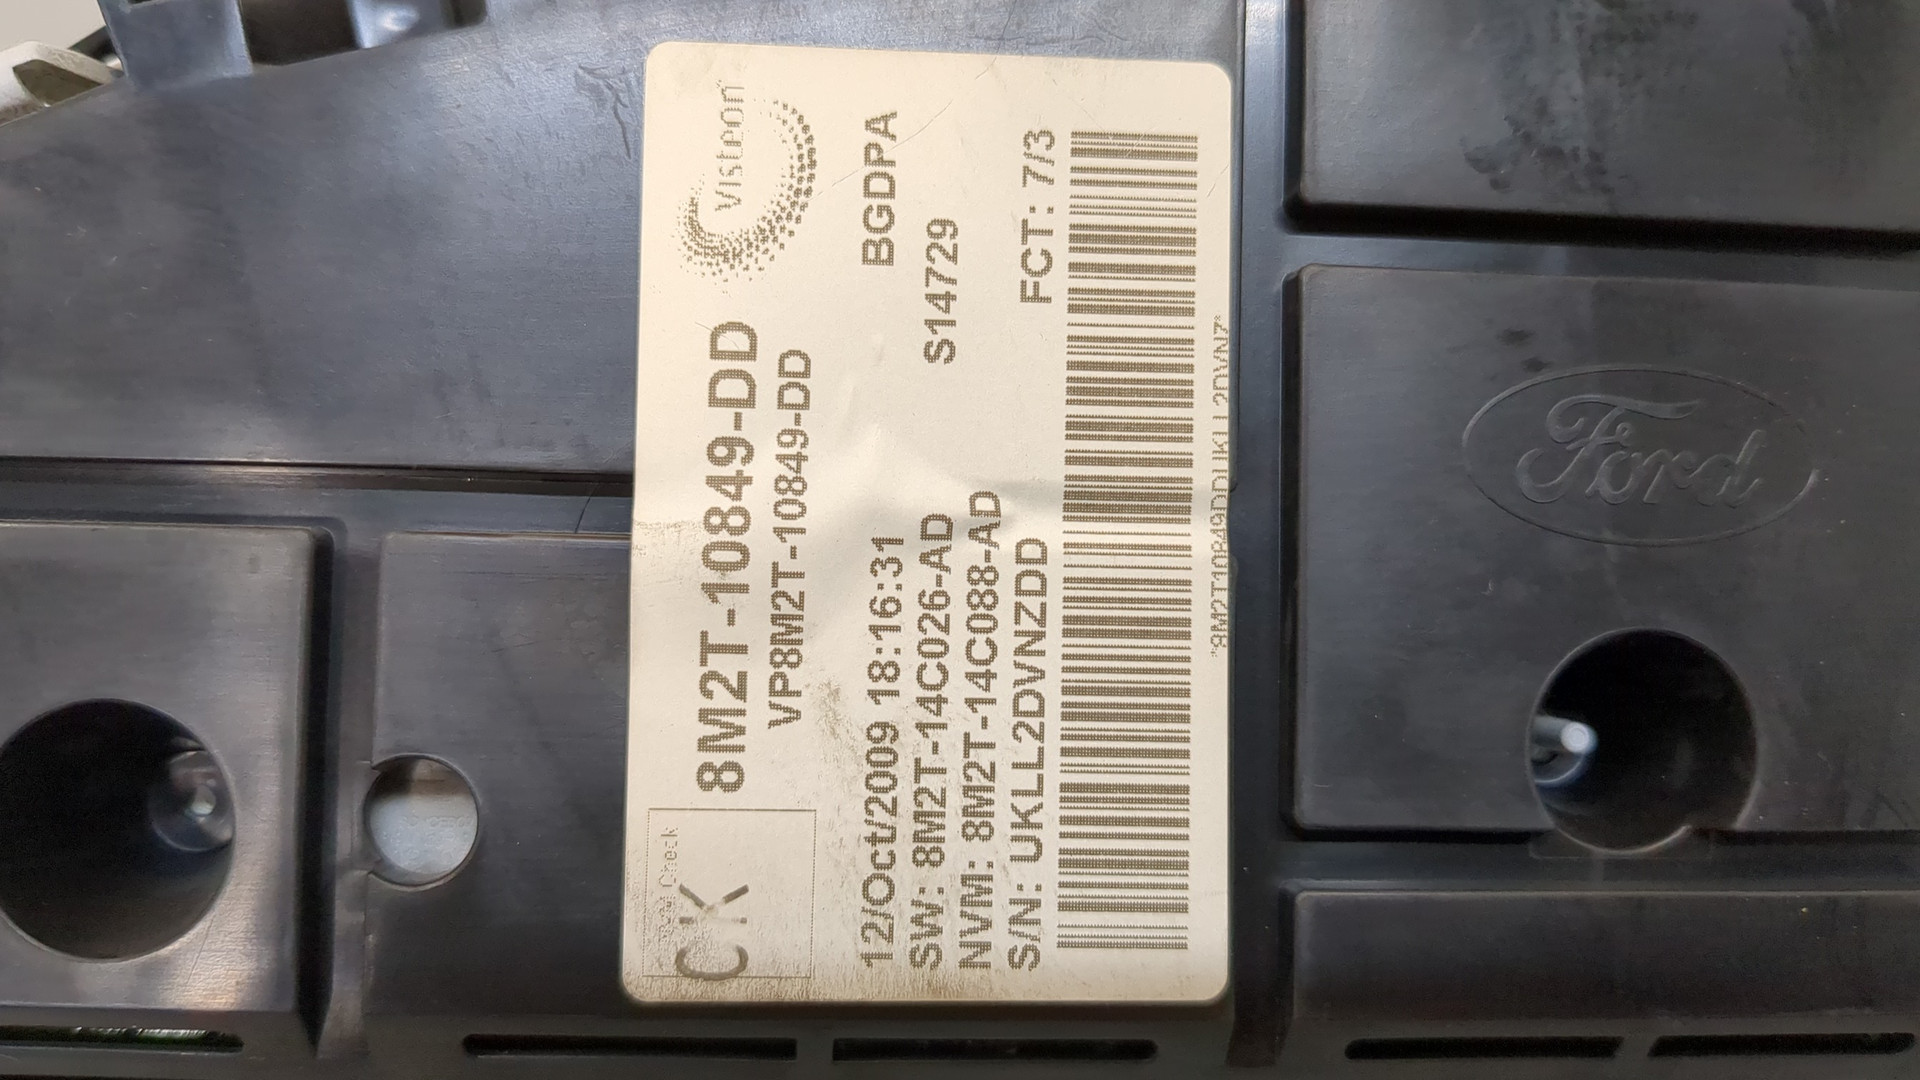 Check
CK
8M2T-10849-DD
VP8M2T-10849-DD
Visteon
12/Oct/2009 18:16:31
BGDPA
SW: 8M2T-14C026-AD
S14729
NVM: 8M2T-14C088-AD
S/N: UKLL2DVNZDD
FCT: 7/3
Ford